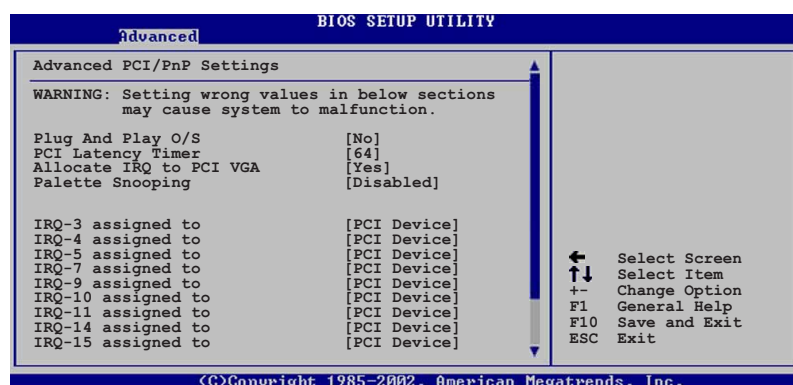 BIOS SETUP UTILITY
Advanced
Advanced PCI/PnP Settings
WARNING: Setting wrong values in below sections
may cause system to malfunction.
Plug And Play O/S [No]
PCI Latency Timer [64]
Allocate IRQ to PCI VGA [Yes]
Palette Snooping [Disabled]
IRQ-3 assigned to [PCI Device]
IRQ-4 assigned to [PCI Device]
IRQ-5 assigned to [PCI Device]
IRQ-7 assigned to [PCI Device]
IRQ-9 assigned to [PCI Device]
IRQ-10 assigned to [PCI Device]
IRQ-11 assigned to [PCI Device]
IRQ-14 assigned to [PCI Device]
IRQ-15 assigned to [PCI Device]
← Select Screen
↑↓ Select Item
+- Change Option
F1 General Help
F10 Save and Exit
ESC Exit
(C)Copyright 1985-2002, American Megatrends, Inc.